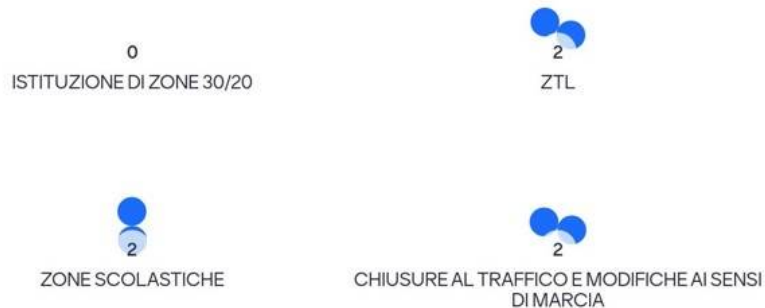 0
ISTITUZIONE DI ZONE 30/20
2
ZTL
2
ZONE SCOLASTICHE
2
CHIUSURE AL TRAFFICO E MODIFICHE AI SENSI
DI MARCIA